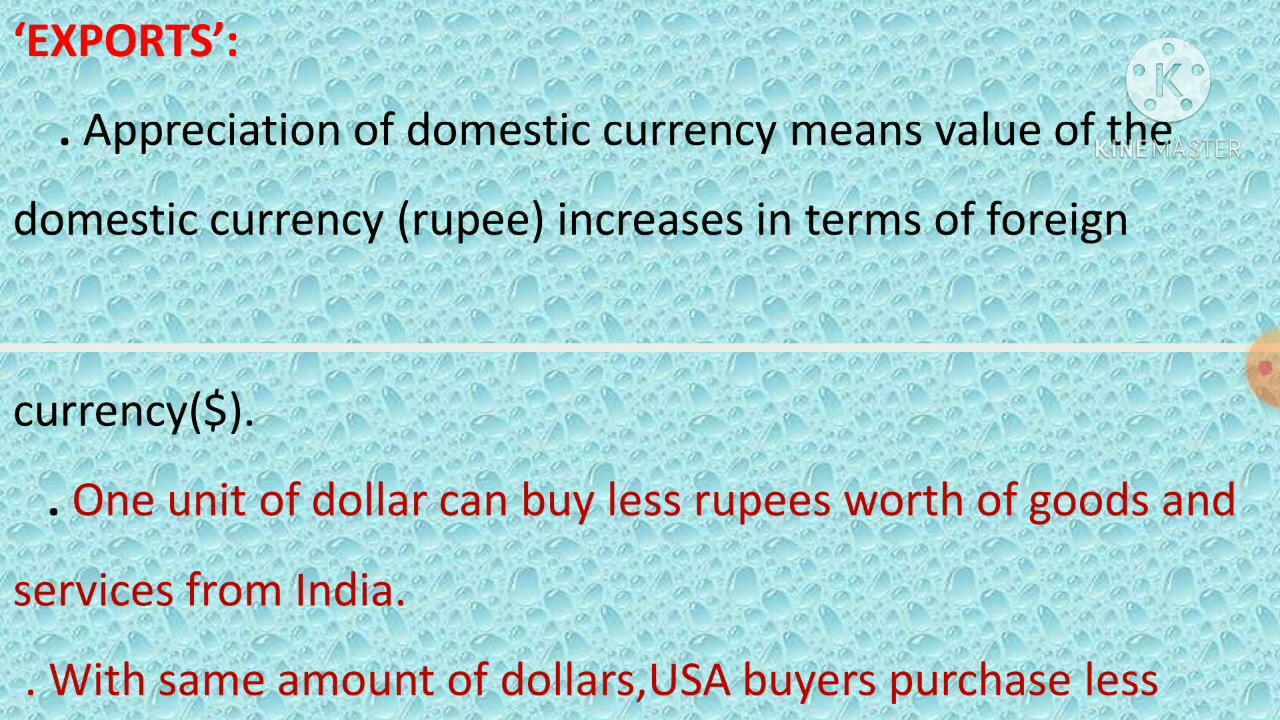 ‘EXPORTS’:
. Appreciation of domestic currency means value of the
K
KINEMASTER
domestic currency (rupee) increases in terms of foreign
currency($).
. One unit of dollar can buy less rupees worth of goods and
services from India.
. With same amount of dollars,USA buyers purchase less